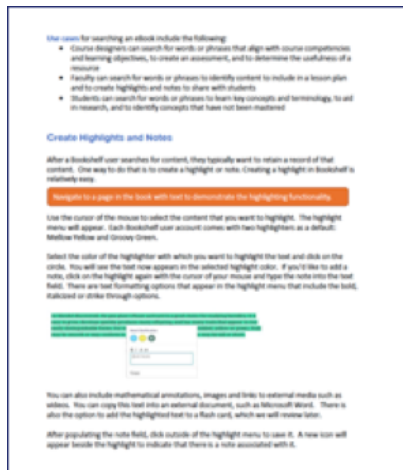 Use cases for searching an eBook include the following:
• Course designers can search for words or phrases that align with course competencies
and learning objectives, to create an assessment, and to determine the usefulness of a
resource
• Faculty can search for words or phrases to identify content to include in a lesson plan
and to create highlights and notes to share with students
• Students can search for words or phrases to learn key concepts and terminology, to aid
in research, and to identify concepts that have not been mastered
Create Highlights and Notes
After a Bookshelf user searches for content, they typically want to retain a record of that
content. One way to do that is to create a highlight or note. Creating a highlight in Bookshelf is
relatively easy.
Navigate to a page in the book with text to demonstrate the highlighting functionality.
Use the cursor of the mouse to select the content that you want to highlight. The highlight
menu will appear. Each Bookshelf user account comes with two highlighters as a default:
Mellow Yellow and Groovy Green.
Select the color of the highlighter with which you want to highlight the text and click on the
circle. You will see the text now appears in the selected highlight color. If you'd like to add a
note, click on the highlight again with the cursor of your mouse and type the note into the text
field. There are text formatting options that appear in the highlight menu that include the bold,
italicized or strike through options.
You can also include mathematical annotations, images and links to external media such as
videos. You can copy this text into an external document, such as Microsoft Word. There is
also the option to add the highlighted text to a flash card, which we will review later.
After populating the note field, click outside of the highlight menu to save it. A new icon will
appear beside the highlight to indicate that there is a note associated with it.